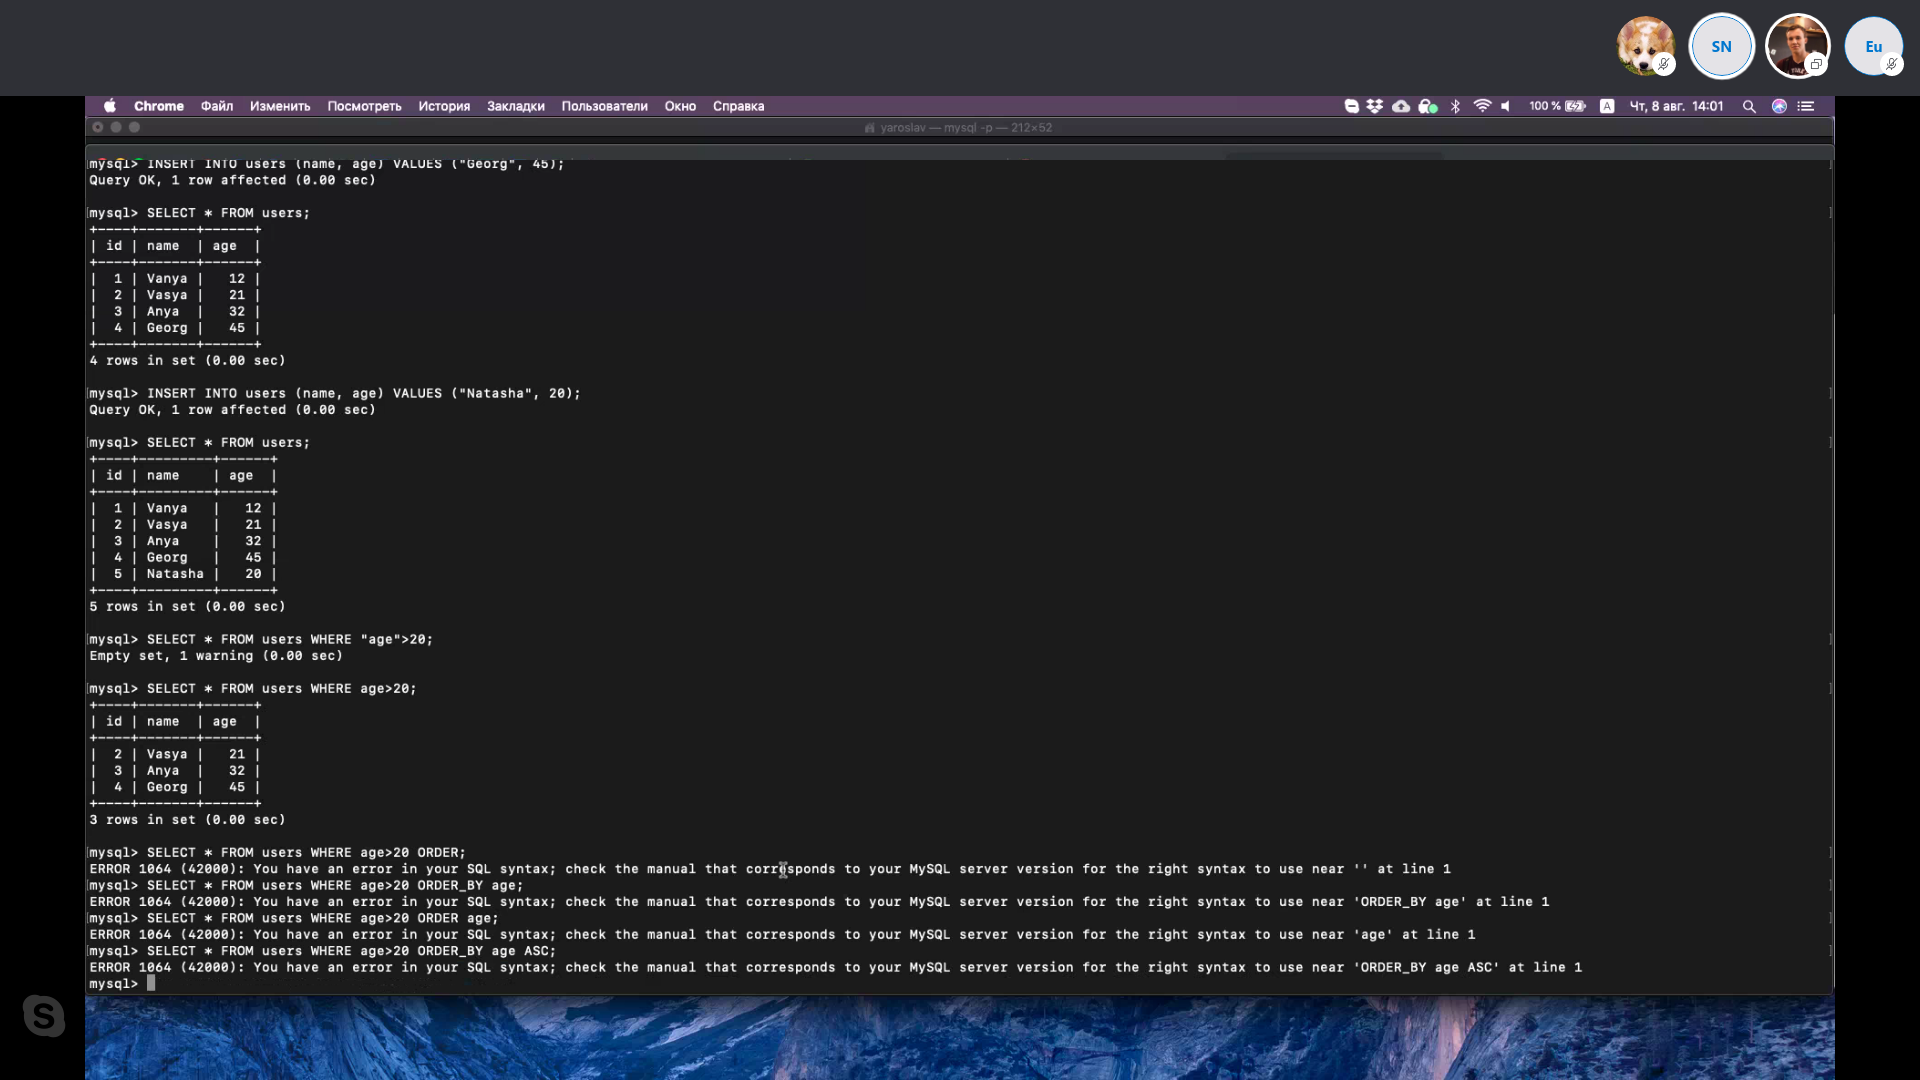 SN
Eu
Chrome Файл Изменить Посмотреть История Закладки Пользователи Окно Справка 100 % A Чт, 8 авг. 14:01
yaroslav — mysql -p — 212×52
mysql> INSERT INTO users (name, age) VALUES ("Georg", 45);
Query OK, 1 row affected (0.00 sec)
mysql> SELECT * FROM users;
+----+-------+------+
| id | name  | age  |
+----+-------+------+
|  1 | Vanya |   12 |
|  2 | Vasya |   21 |
|  3 | Anya  |   32 |
|  4 | Georg |   45 |
+----+-------+------+
4 rows in set (0.00 sec)
mysql> INSERT INTO users (name, age) VALUES ("Natasha", 20);
Query OK, 1 row affected (0.00 sec)
mysql> SELECT * FROM users;
+----+---------+------+
| id | name    | age  |
+----+---------+------+
|  1 | Vanya   |   12 |
|  2 | Vasya   |   21 |
|  3 | Anya    |   32 |
|  4 | Georg   |   45 |
|  5 | Natasha |   20 |
+----+---------+------+
5 rows in set (0.00 sec)
mysql> SELECT * FROM users WHERE "age">20;
Empty set, 1 warning (0.00 sec)
mysql> SELECT * FROM users WHERE age>20;
+----+-------+------+
| id | name  | age  |
+----+-------+------+
|  2 | Vasya |   21 |
|  3 | Anya  |   32 |
|  4 | Georg |   45 |
+----+-------+------+
3 rows in set (0.00 sec)
mysql> SELECT * FROM users WHERE age>20 ORDER;
ERROR 1064 (42000): You have an error in your SQL syntax; check the manual that corresponds to your MySQL server version for the right syntax to use near '' at line 1
mysql> SELECT * FROM users WHERE age>20 ORDER_BY age;
ERROR 1064 (42000): You have an error in your SQL syntax; check the manual that corresponds to your MySQL server version for the right syntax to use near 'ORDER_BY age' at line 1
mysql> SELECT * FROM users WHERE age>20 ORDER age;
ERROR 1064 (42000): You have an error in your SQL syntax; check the manual that corresponds to your MySQL server version for the right syntax to use near 'age' at line 1
mysql> SELECT * FROM users WHERE age>20 ORDER_BY age ASC;
ERROR 1064 (42000): You have an error in your SQL syntax; check the manual that corresponds to your MySQL server version for the right syntax to use near 'ORDER_BY age ASC' at line 1
mysql>